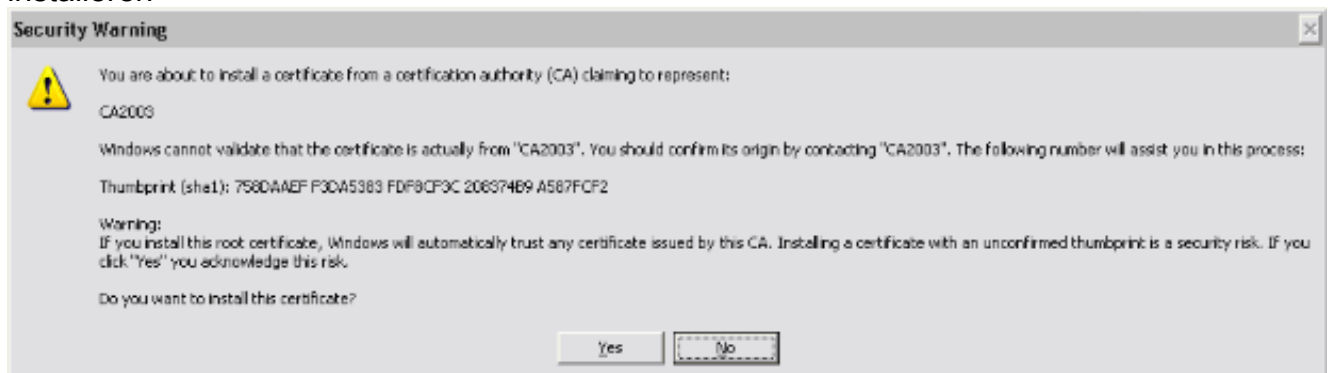 Security Warning
You are about to install a certificate from a certification authority (CA) claiming to represent:
CA2003
Windows cannot validate that the certificate is actually from "CA2003". You should confirm its origin by contacting "CA2003". The following number will assist you in this process:
Thumbprint (sha1): 758DAAEF F3DA5383 FDF8CF3C 208374B9 A587FCF2
Warning:
If you install this root certificate, Windows will automatically trust any certificate issued by this CA. Installing a certificate with an unconfirmed thumbprint is a security risk. If you
click "Yes" you acknowledge this risk.
Do you want to install this certificate?
Yes
No